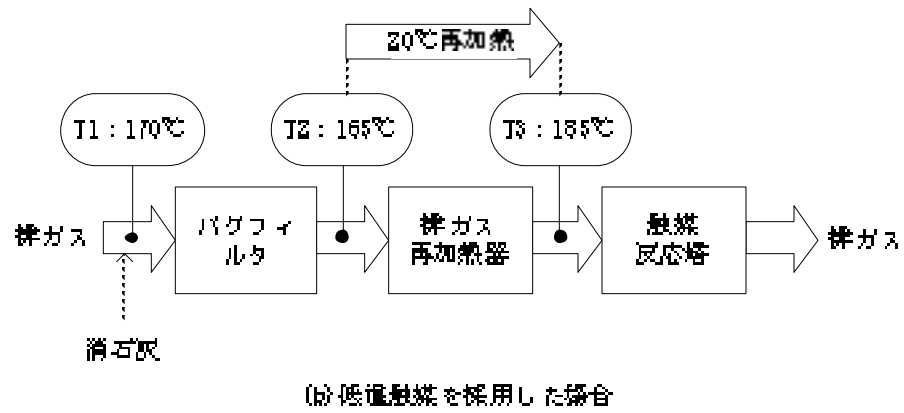 20℃再加熱
T1：170℃
T2：165℃
T3：185℃
排ガス
バグフィ
ルタ
排ガス
再加熱器
触媒
反応塔
排ガス
消石灰
(b) 低温触媒を採用した場合